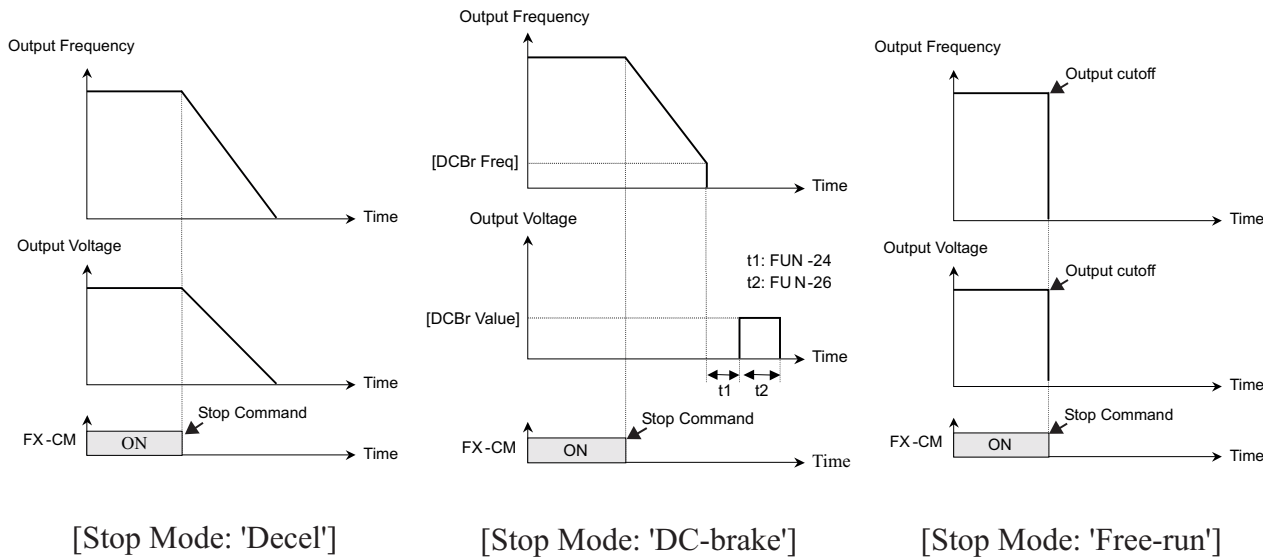 Output Frequency
Time
Output Voltage
Time
Stop Command
FX-CM
ON
Time
[Stop Mode: 'Decel']
Output Frequency
[DCBr Freq]
Time
Output Voltage
t1: FUN -24
t2: FU N-26
[DCBr Value]
Time
t1 t2
Stop Command
FX-CM
ON
Time
[Stop Mode: 'DC-brake']
Output Frequency
Output cutoff
Time
Output Voltage
Output cutoff
Time
Stop Command
FX-CM
ON
Time
[Stop Mode: 'Free-run']